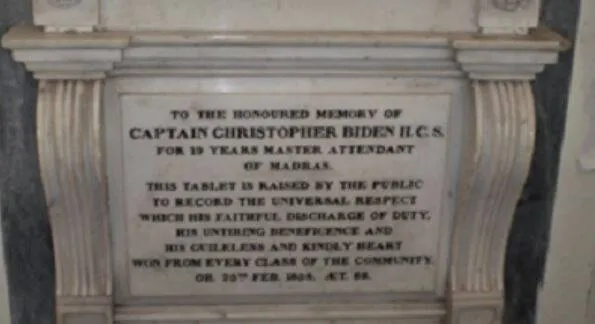 TO THE HONOURED MEMORY OF
CAPTAIN CHRISTOPHER BIDEN H.C.S.
FOR 19 YEARS MASTER ATTENDANT
OF MADRAS.
THIS TABLET IS RAISED BY THE PUBLIC
TO RECORD THE UNIVERSAL RESPECT
WHICH HIS FAITHFUL DISCHARGE OF DUTY,
HIS UNTIRING BENEFICENCE AND
HIS GUILELESS AND KINDLY HEART
WON FROM EVERY CLASS OF THE COMMUNITY.
FEB. ÆT.